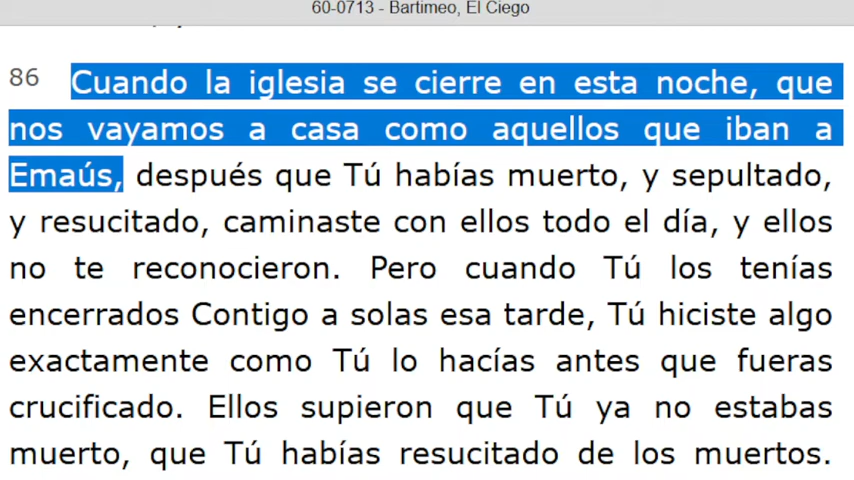 60-0713 - Bartimeo, El Ciego
86 Cuando la iglesia se cierre en esta noche, que
nos vayamos a casa como aquellos que iban a
Emaús, después que Tú habías muerto, y sepultado,
y resucitado, caminaste con ellos todo el día, y ellos
no te reconocieron. Pero cuando Tú los tenías
encerrados Contigo a solas esa tarde, Tú hiciste algo
exactamente como Tú lo hacías antes que fueras
crucificado. Ellos supieron que Tú ya no estabas
muerto, que Tú habías resucitado de los muertos.